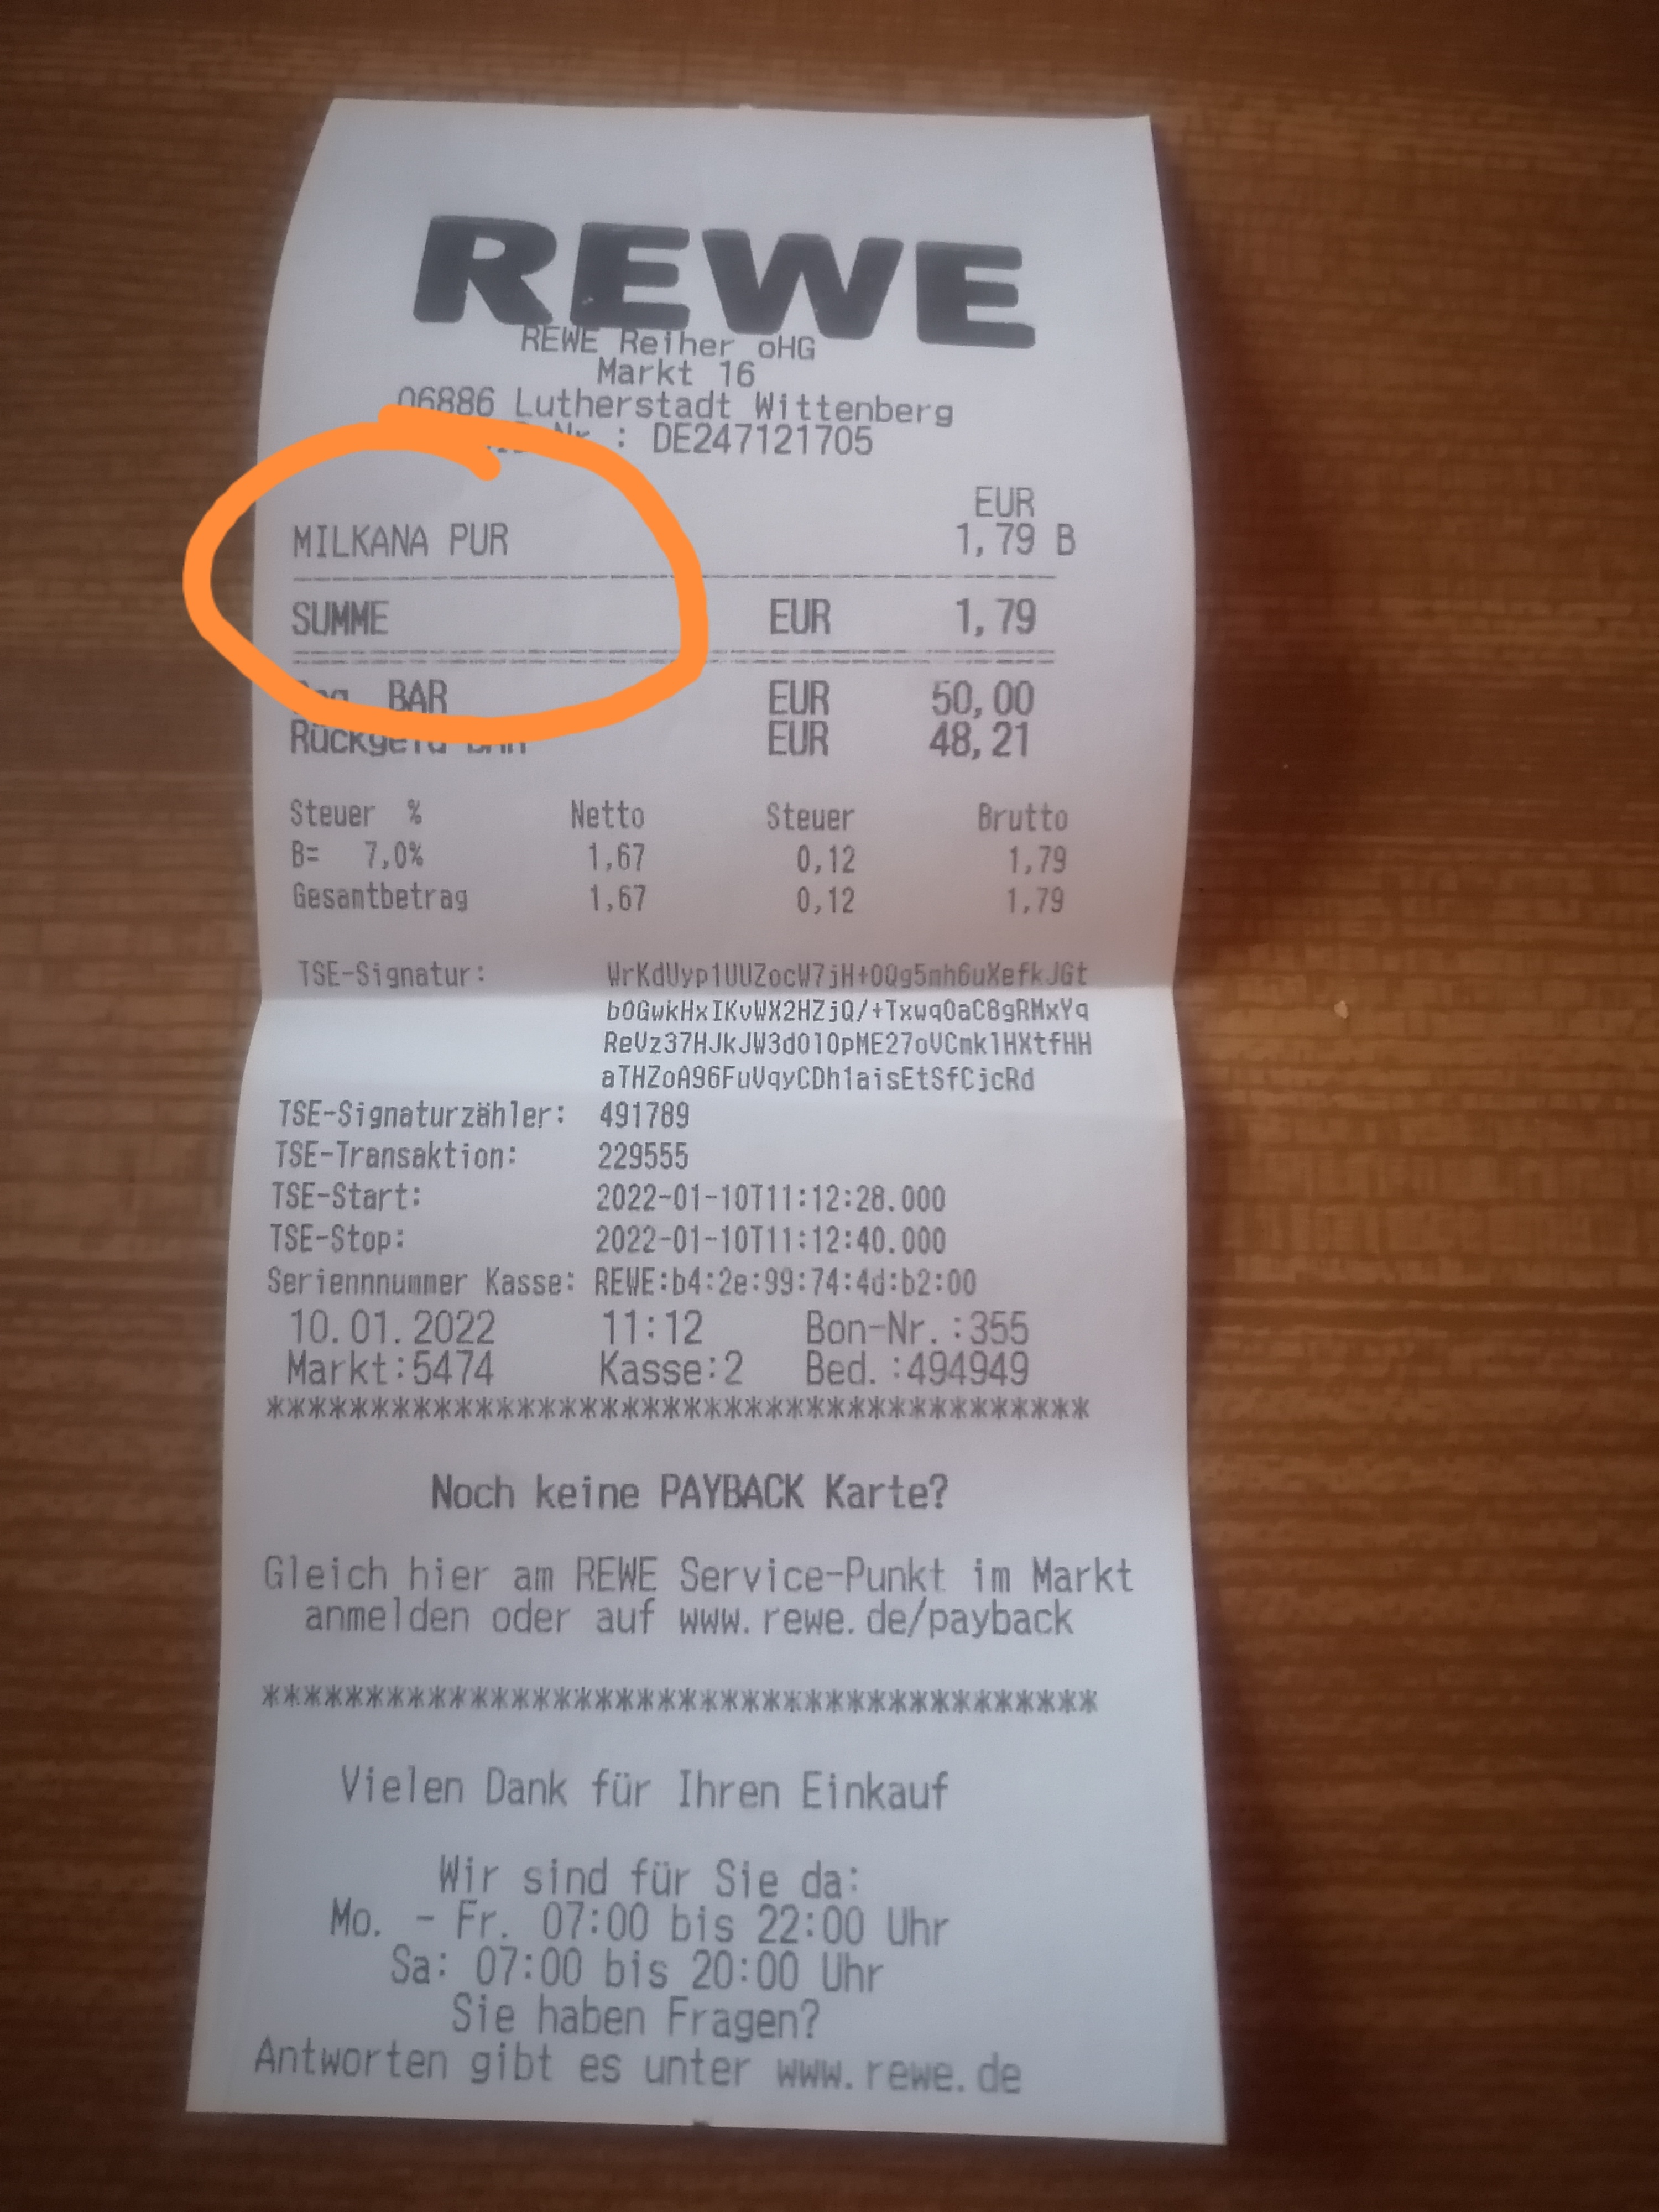 REWE
REWE Reiher oHG
Markt 16
06886 Lutherstadt Wittenberg
Nr.: DE247121705
EUR
MILKANA PUR 1,79 B
SUMME EUR 1,79
BAR EUR 50,00
Rückgeld BAR EUR 48,21
Steuer % Netto Steuer Brutto
B= 7,0% 1,67 0,12 1,79
Gesamtbetrag 1,67 0,12 1,79
TSE-Signatur: WrKdUyp1UUZocW7jH+OQg5mh6uXefkJGt
bOGwkHxIKvWX2HZjQ/+TxwqOaC8gRMxYq
ReVz37HJkJW3dO1OpME27oVCmk1HXtfHH
aTHZoA96FuVqyCDh1aisEtSfCjcRd
TSE-Signaturzähler: 491789
TSE-Transaktion: 229555
TSE-Start: 2022-01-10T11:12:28.000
TSE-Stop: 2022-01-10T11:12:40.000
Seriennnummer Kasse: REWE:b4:2e:99:74:4d:b2:00
10.01.2022 11:12 Bon-Nr.:355
Markt:5474 Kasse:2 Bed.:494949
****************************************
Noch keine PAYBACK Karte?
Gleich hier am REWE Service-Punkt im Markt
anmelden oder auf www.rewe.de/payback
****************************************
Vielen Dank für Ihren Einkauf
Wir sind für Sie da:
Mo. - Fr. 07:00 bis 22:00 Uhr
Sa: 07:00 bis 20:00 Uhr
Sie haben Fragen?
Antworten gibt es unter www.rewe.de